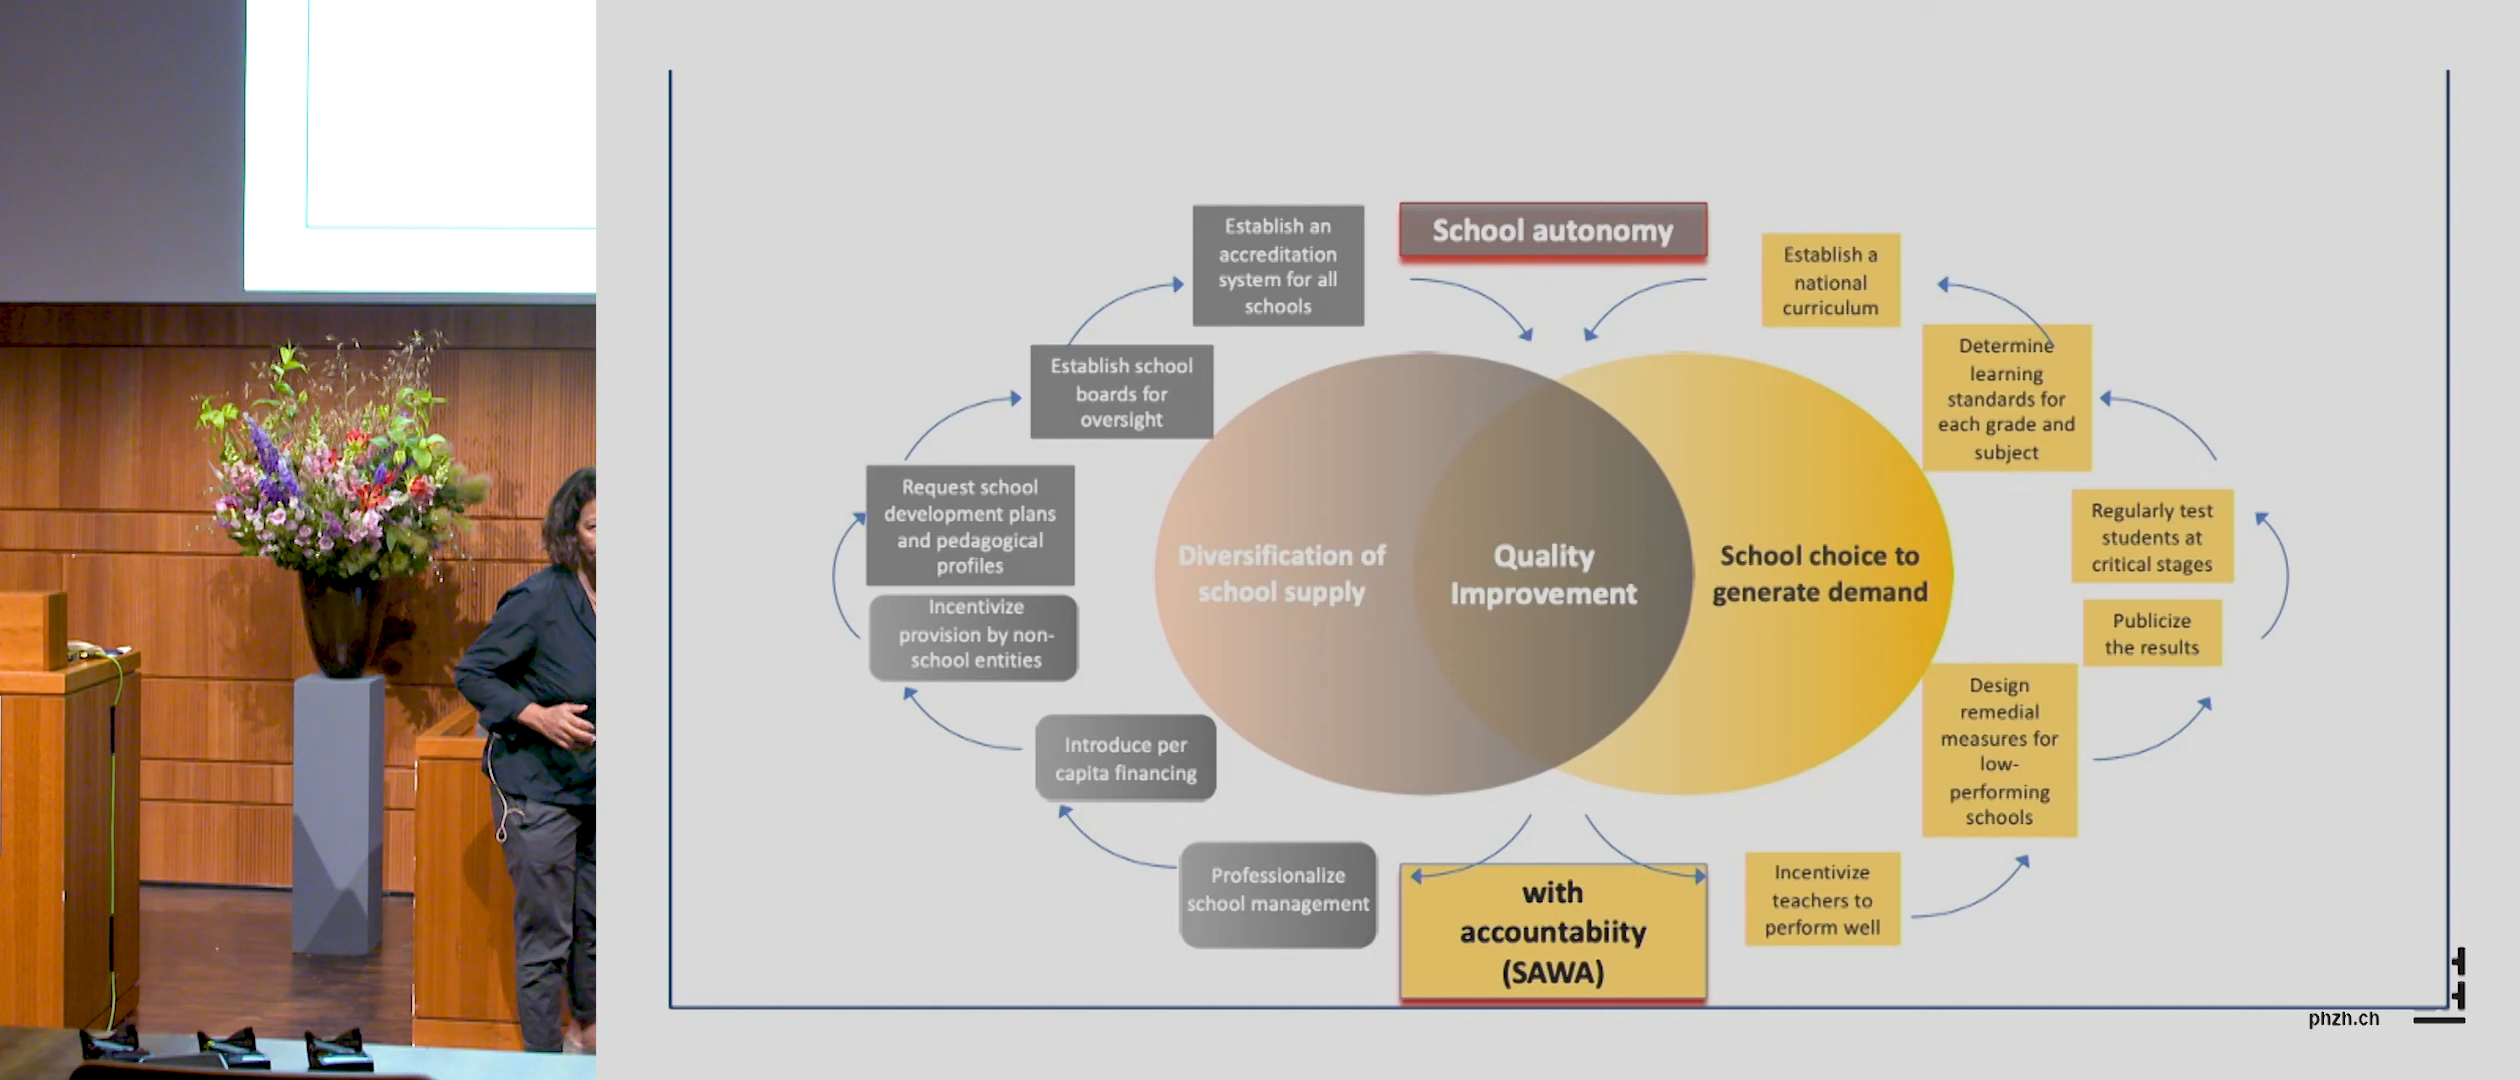 School autonomy
Establish an
accreditation
system for all
schools
Establish school
boards for
oversight
Request school
development plans
and pedagogical
profiles
Incentivize
provision by non-
school entities
Introduce per
capita financing
Professionalize
school management
Diversification of
school supply
Quality
Improvement
School choice to
generate demand
Establish a
national
curriculum
Determine
learning
standards for
each grade and
subject
Regularly test
students at
critical stages
Publicize
the results
Design
remedial
measures for
low-
performing
schools
Incentivize
teachers to
perform well
with
accountabiity
(SAWA)
phzh.ch